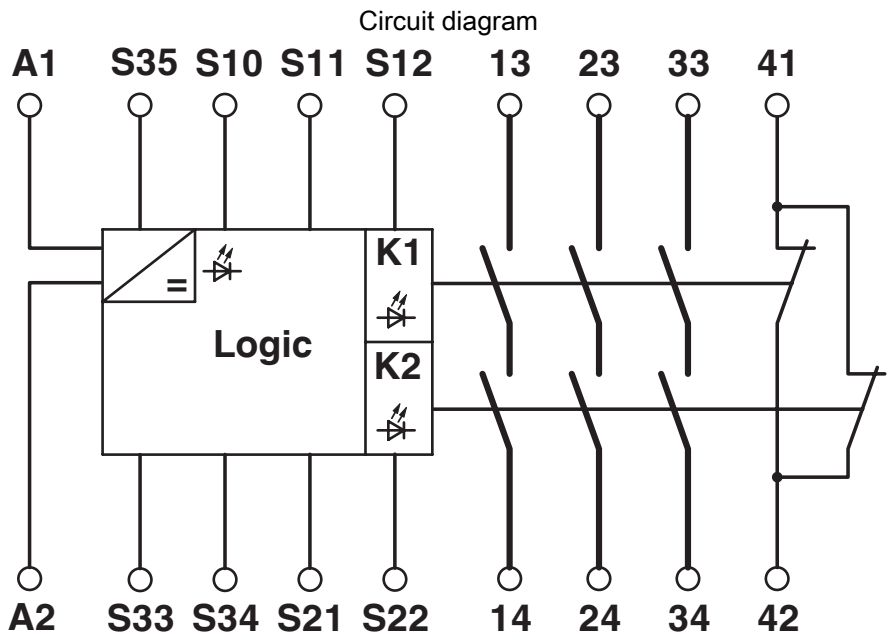 Circuit diagram
A1 S35 S10 S11 S12 13 23 33 41
K1
=
Logic
K2
A2 S33 S34 S21 S22 14 24 34 42